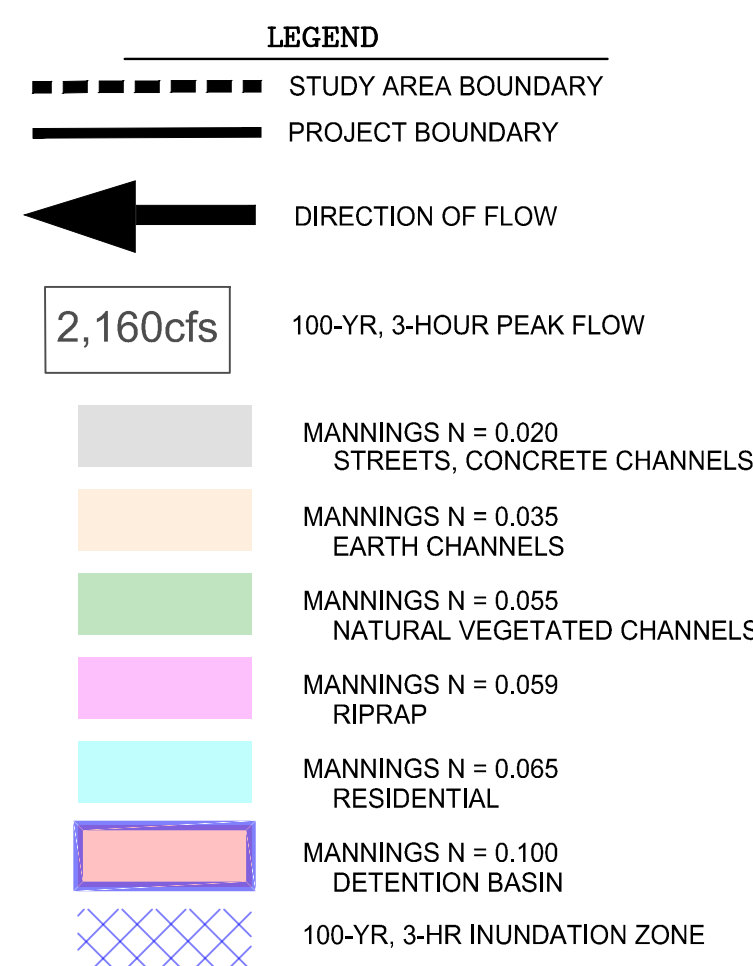 LEGEND
STUDY AREA BOUNDARY
PROJECT BOUNDARY
DIRECTION OF FLOW
2,160cfs
100-YR, 3-HOUR PEAK FLOW
MANNINGS N = 0.020
STREETS, CONCRETE CHANNELS
MANNINGS N = 0.035
EARTH CHANNELS
MANNINGS N = 0.055
NATURAL VEGETATED CHANNELS
MANNINGS N = 0.059
RIPRAP
MANNINGS N = 0.065
RESIDENTIAL
MANNINGS N = 0.100
DETENTION BASIN
100-YR, 3-HR INUNDATION ZONE